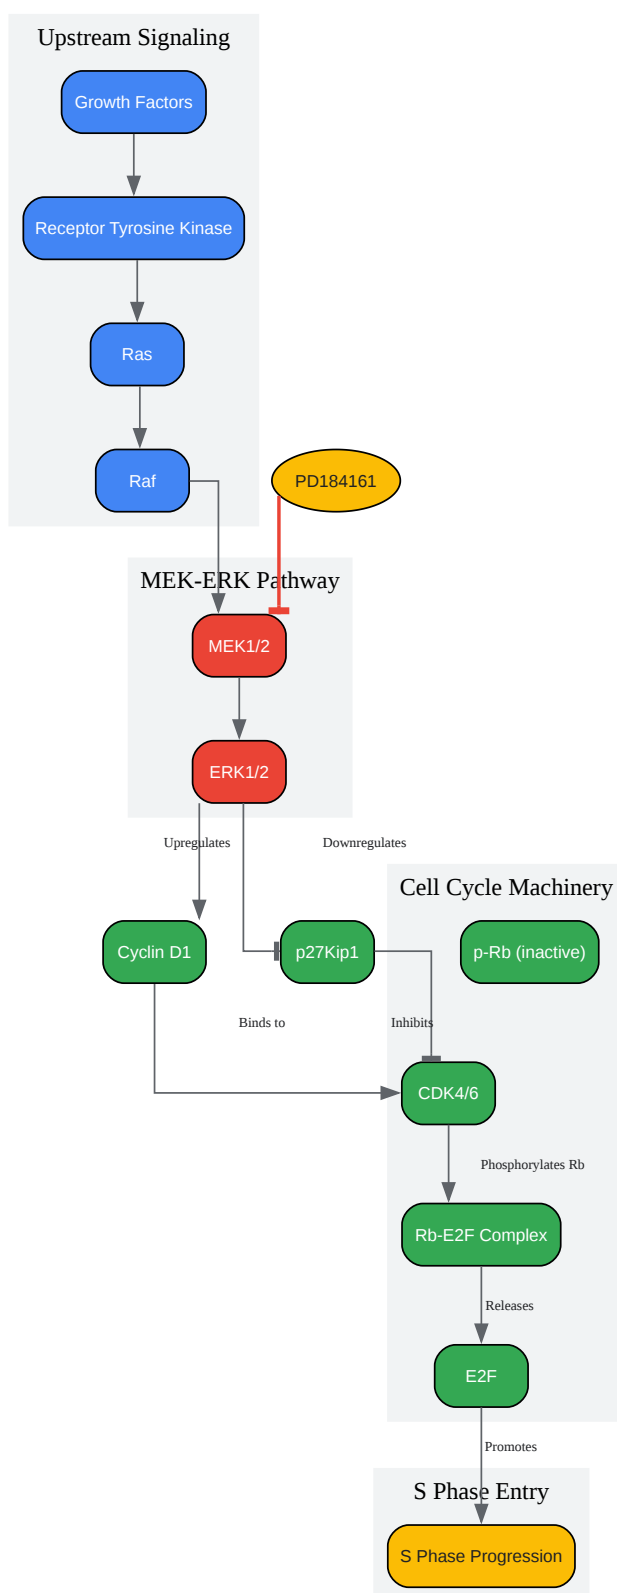 Upstream Signaling
Growth Factors
Receptor Tyrosine Kinase
Ras
Raf
PD184161
MEK-ERK Pathway
MEK1/2
ERK1/2
Upregulates
Downregulates
Cell Cycle Machinery
Cyclin D1
p27Kip1
p-Rb (inactive)
Binds to
Inhibits
CDK4/6
Phosphorylates Rb
Rb-E2F Complex
Releases
E2F
Promotes
S Phase Entry
S Phase Progression